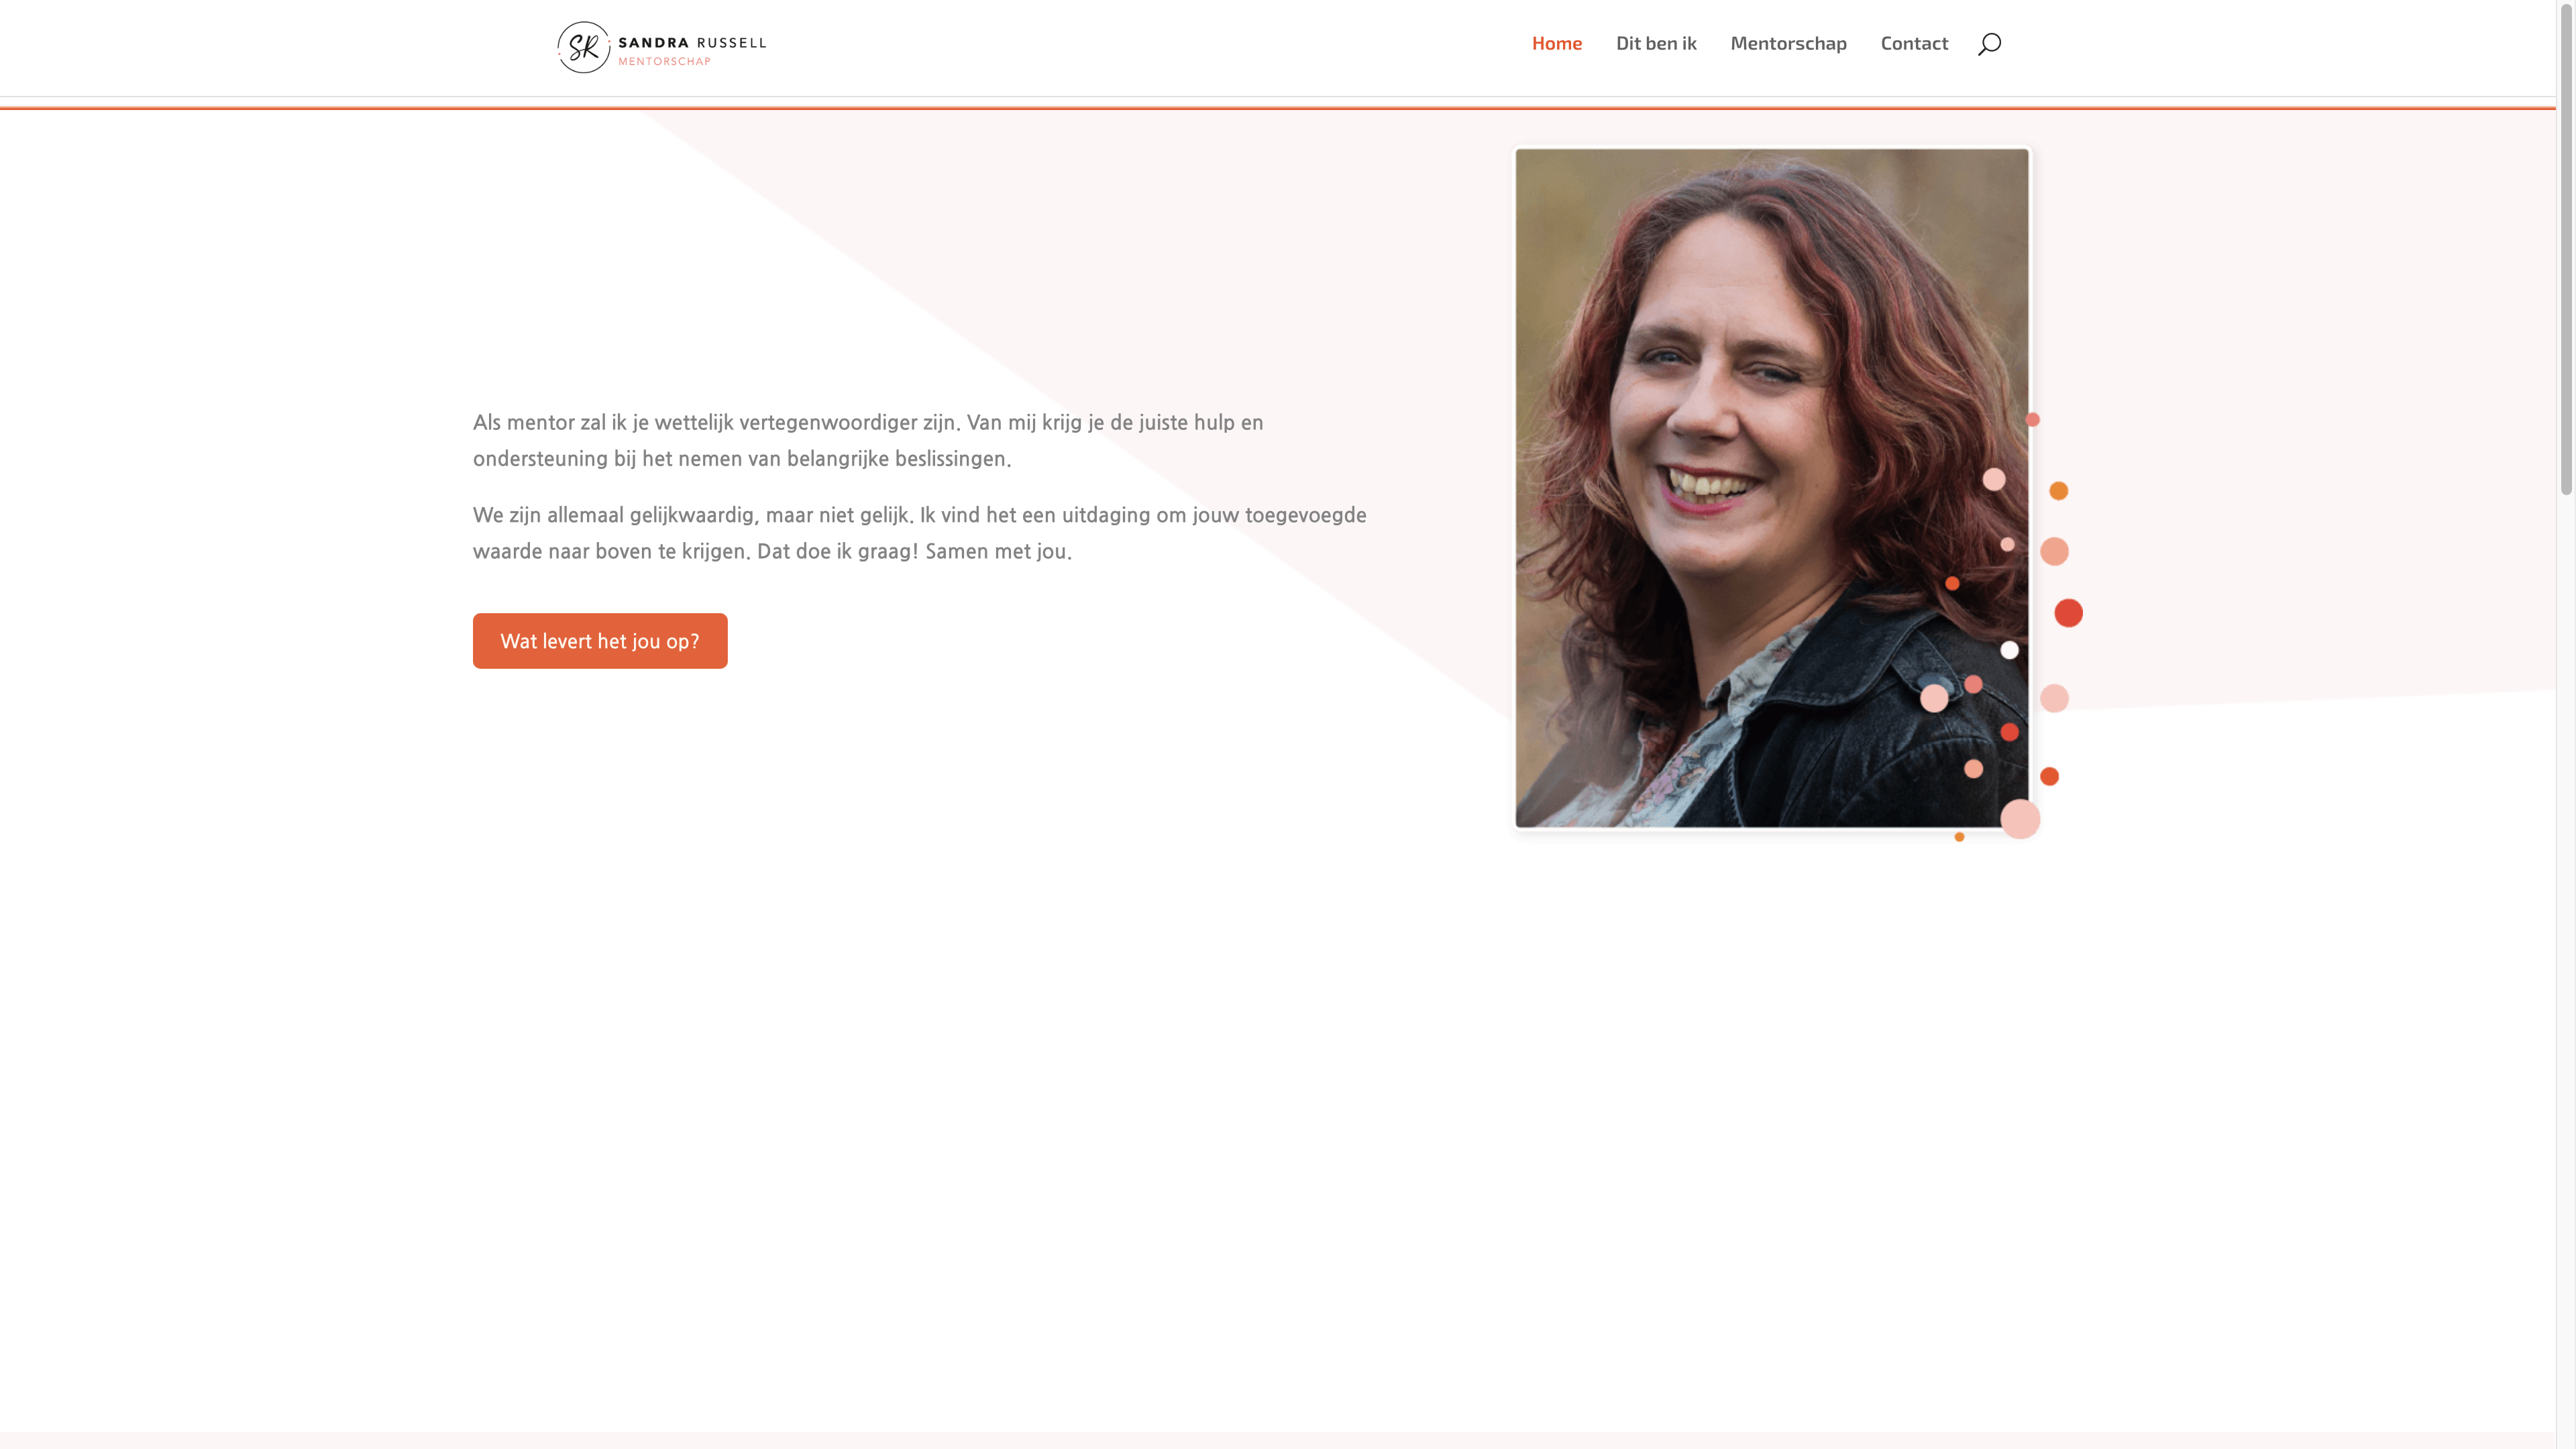 SR SANDRA RUSSELL
MENTORSCHAP
Home Dit ben ik Mentorschap Contact
Als mentor zal ik je wettelijk vertegenwoordiger zijn. Van mij krijg je de juiste hulp en
ondersteuning bij het nemen van belangrijke beslissingen.
We zijn allemaal gelijkwaardig, maar niet gelijk. Ik vind het een uitdaging om jouw toegevoegde
waarde naar boven te krijgen. Dat doe ik graag! Samen met jou.
Wat levert het jou op?